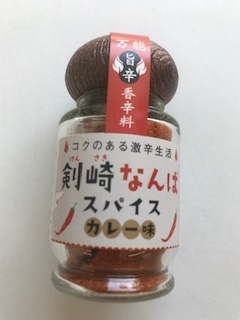 万能
旨辛
香辛料
コクのある激辛生活
けん さき
剣崎なんば
スパイス
カレー味